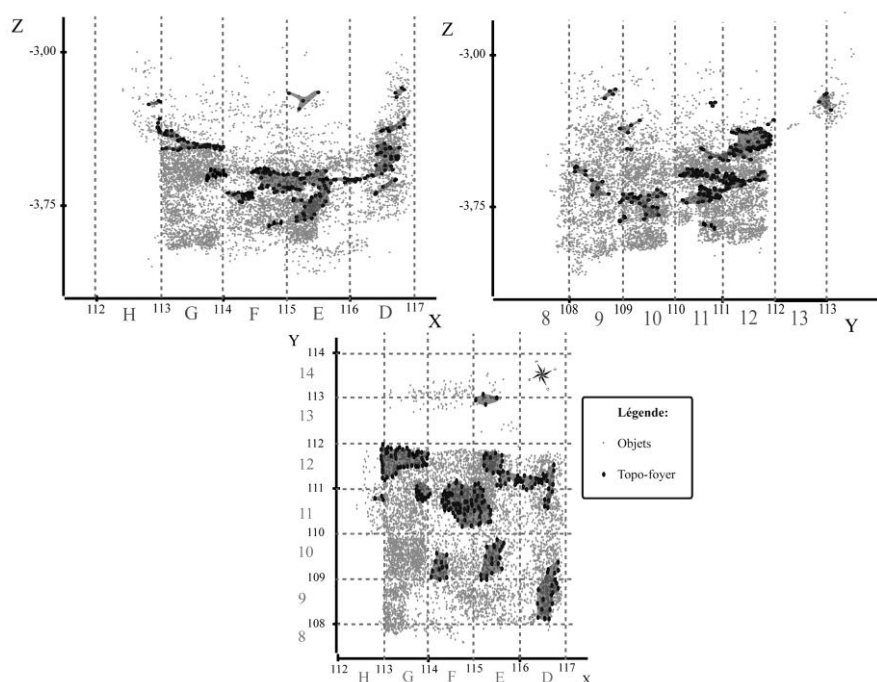 Z
-3,00
-3,75
112 113 114 115 116 117
H G F E D
X
Z
-3,00
-3,75
108 109 110 111 112 113
8 9 10 11 12 13
Y
Y
114
14
113
13
112
12
111
11
110
10
109
9
108
8
112 113 114 115 116 117
H G F E D X
Légende:
Objets
Topo-foyer